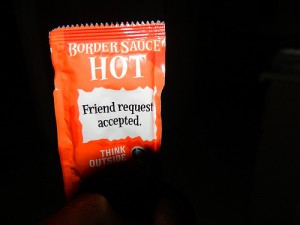 BORDER SAUCE
HOT
Friend request
accepted.
THINK
OUTSIDE